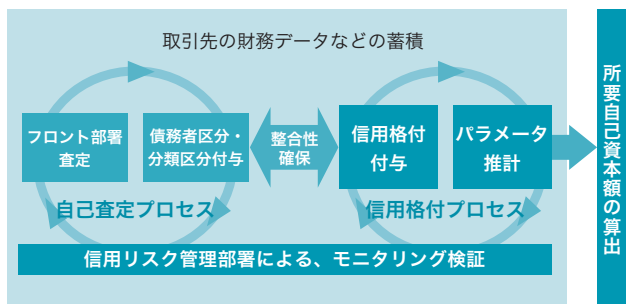 取引先の財務データなどの蓄積
フロント部署
査定
債務者区分・
分類区分付与
整合性
確保
信用格付
付与
パラメータ
推計
自己査定プロセス
信用格付プロセス
信用リスク管理部署による、モニタリング検証
所要自己資本額の算出